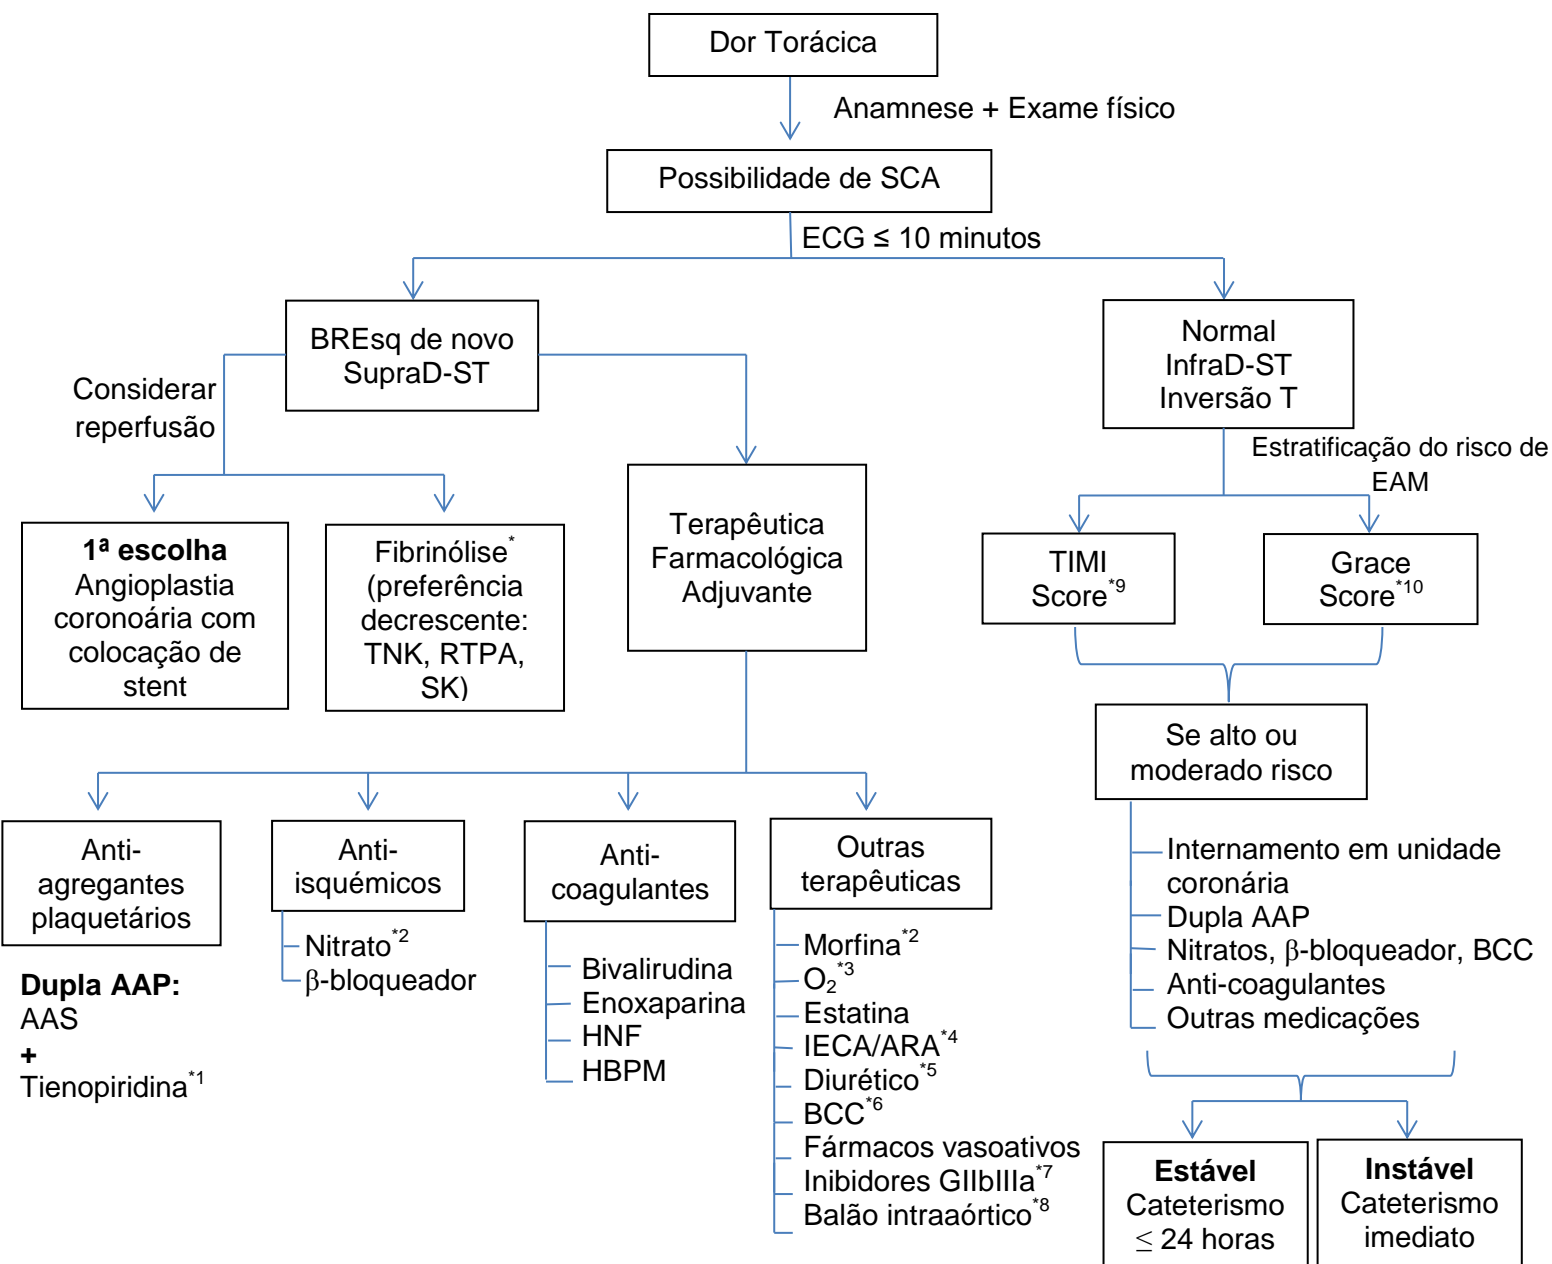 Dor Torácica
Anamnese + Exame físico
Possibilidade de SCA
ECG ≤ 10 minutos
BREsq de novo
SupraD-ST
Normal
InfraD-ST
Inversão T
Considerar
reperfusão
Estratificação do risco de
EAM
1ª escolha
Angioplastia
coronoária com
colocação de
stent
Fibrinólise*
(preferência
decrescente:
TNK, RTPA,
SK)
Terapêutica
Farmacológica
Adjuvante
TIMI
Score*9
Grace
Score*10
Se alto ou
moderado risco
Anti-
agregantes
plaquetários
Anti-
isquémicos
Anti-
coagulantes
Outras
terapêuticas
Dupla AAP:
AAS
+
Tienopiridina*1
Nitrato*2
β-bloqueador
Bivalirudina
Enoxaparina
HNF
HBPM
Morfina*2
O2*3
Estatina
IECA/ARA*4
Diurético*5
BCC*6
Fármacos vasoativos
Inibidores GIIbIIIa*7
Balão intraaórtico*8
Internamento em unidade
coronária
Dupla AAP
Nitratos, β-bloqueador, BCC
Anti-coagulantes
Outras medicações
Estável
Cateterismo
≤ 24 horas
Instável
Cateterismo
imediato